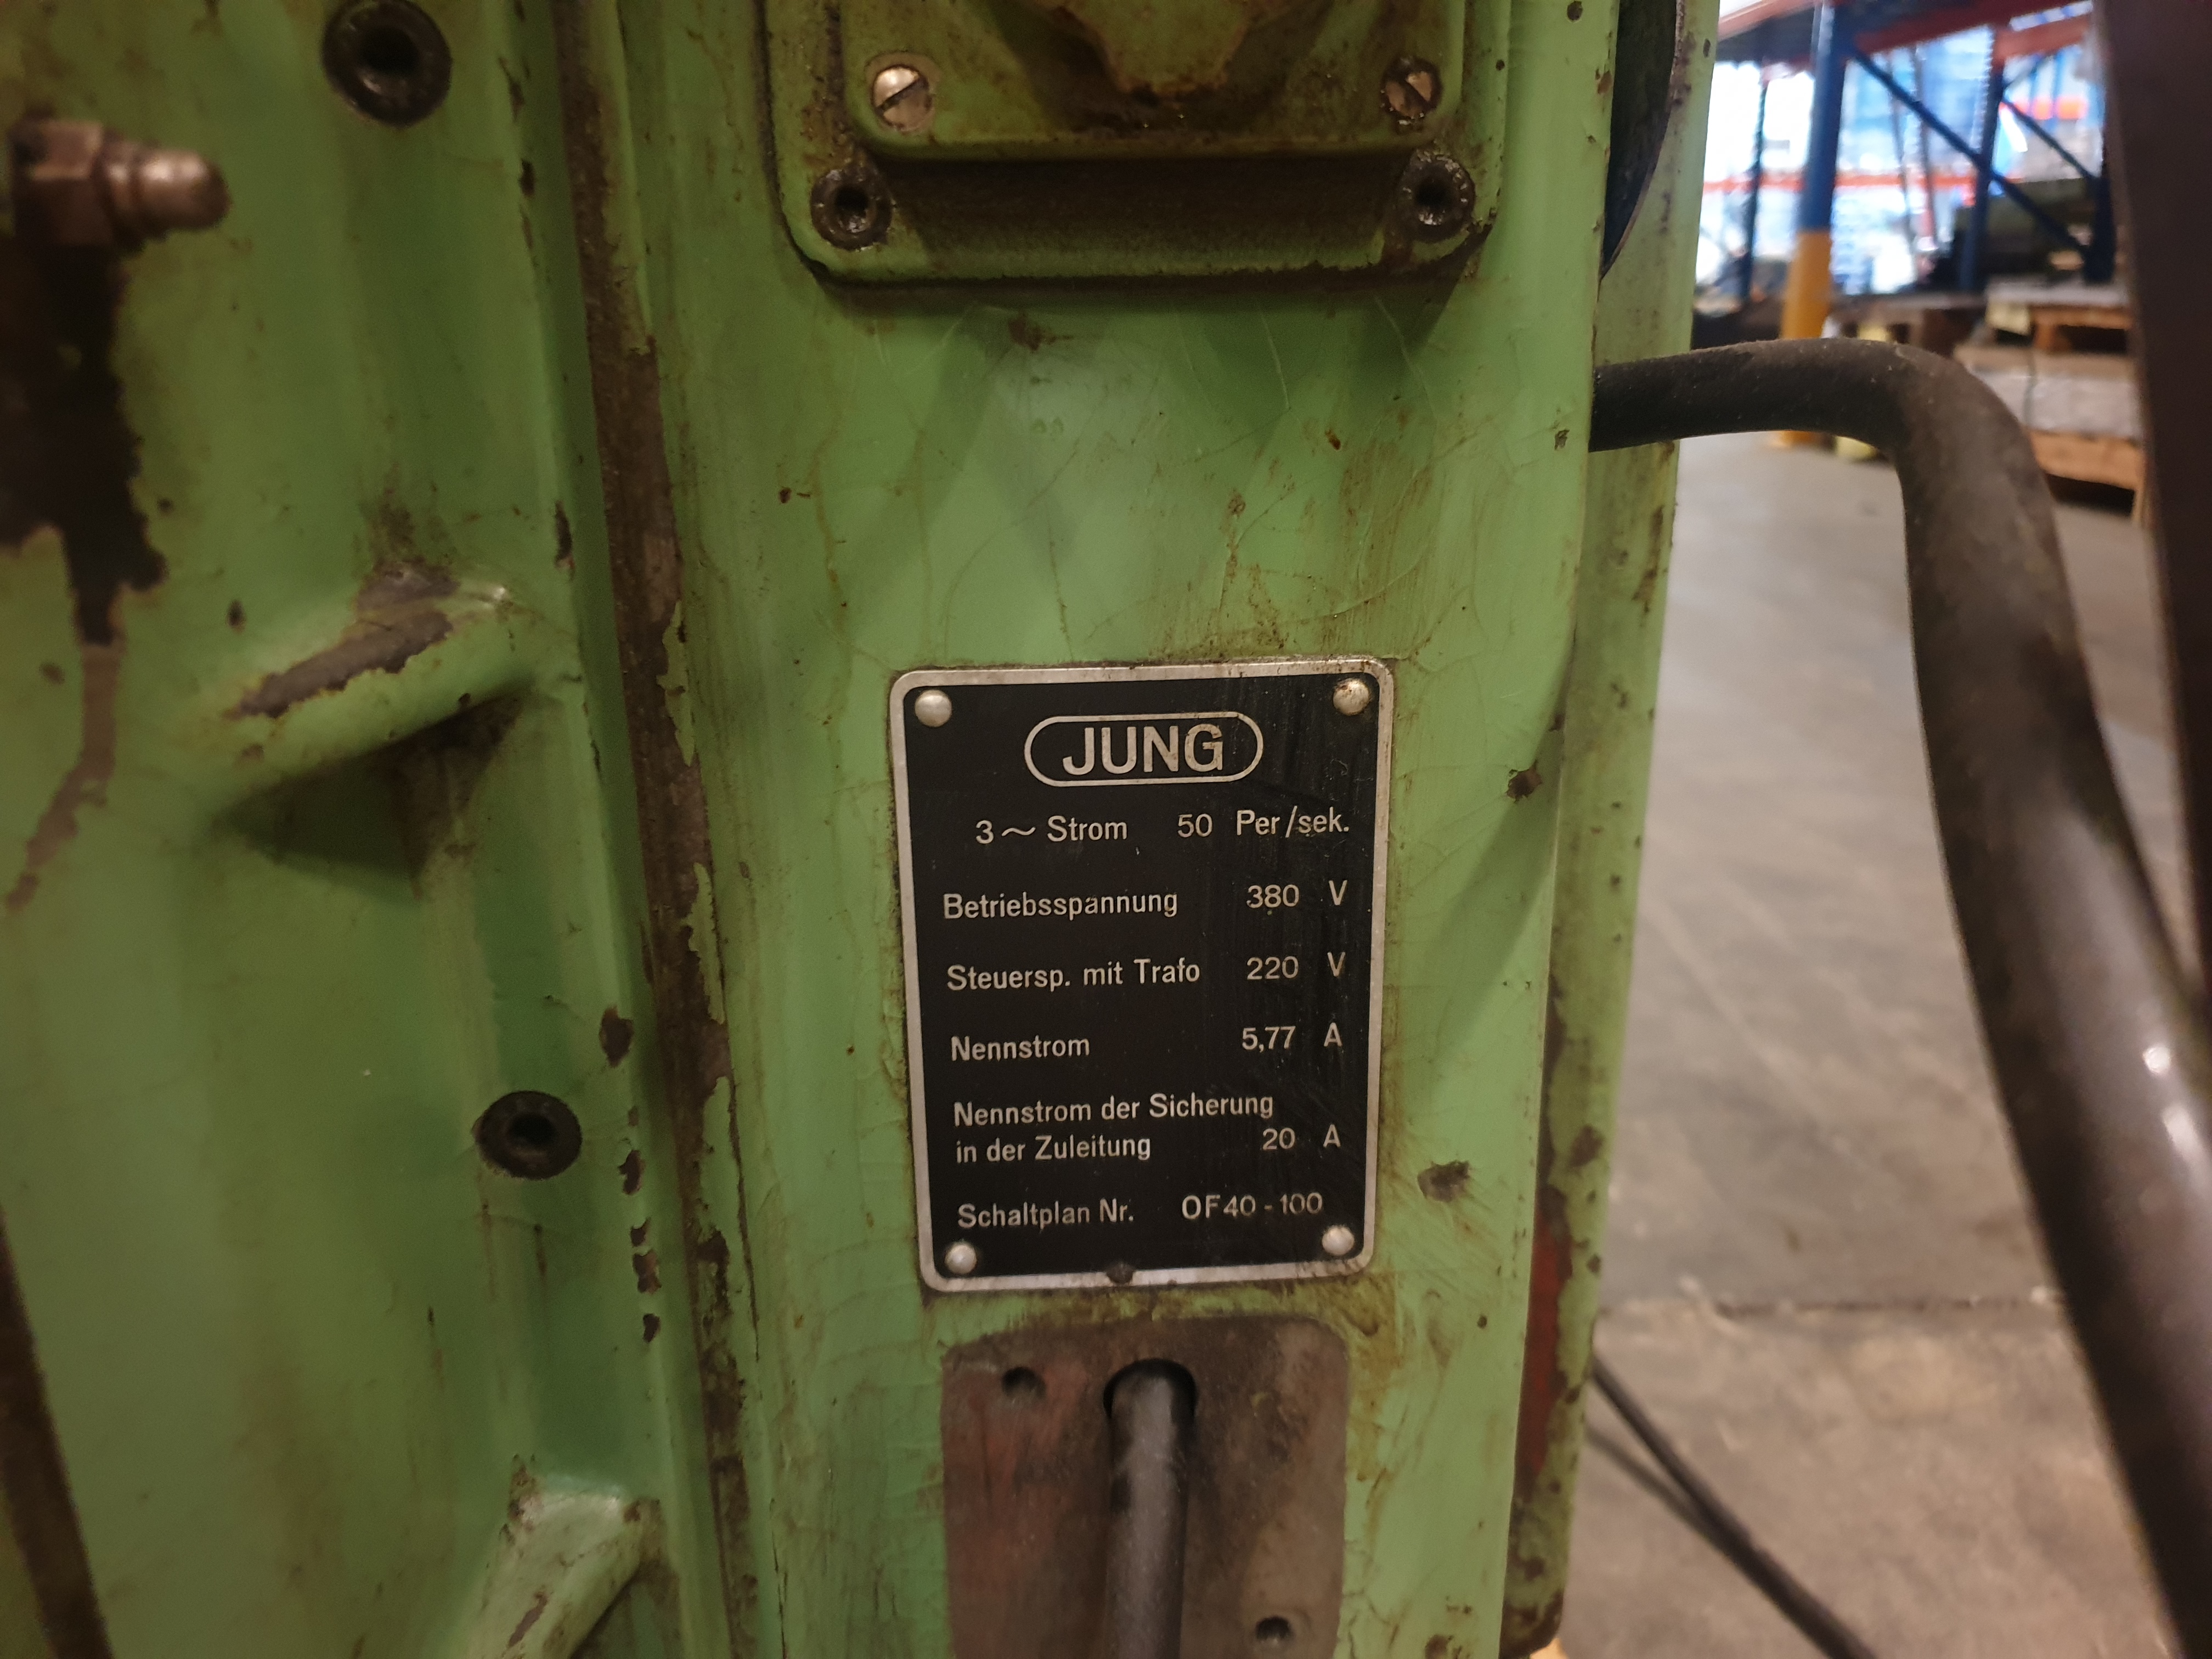 JUNG
3 ~ Strom 50 Per/sek.
Betriebsspannung 380 V
Steuersp. mit Trafo 220 V
Nennstrom 5,77 A
Nennstrom der Sicherung
in der Zuleitung 20 A
Schaltplan Nr. OF40-100